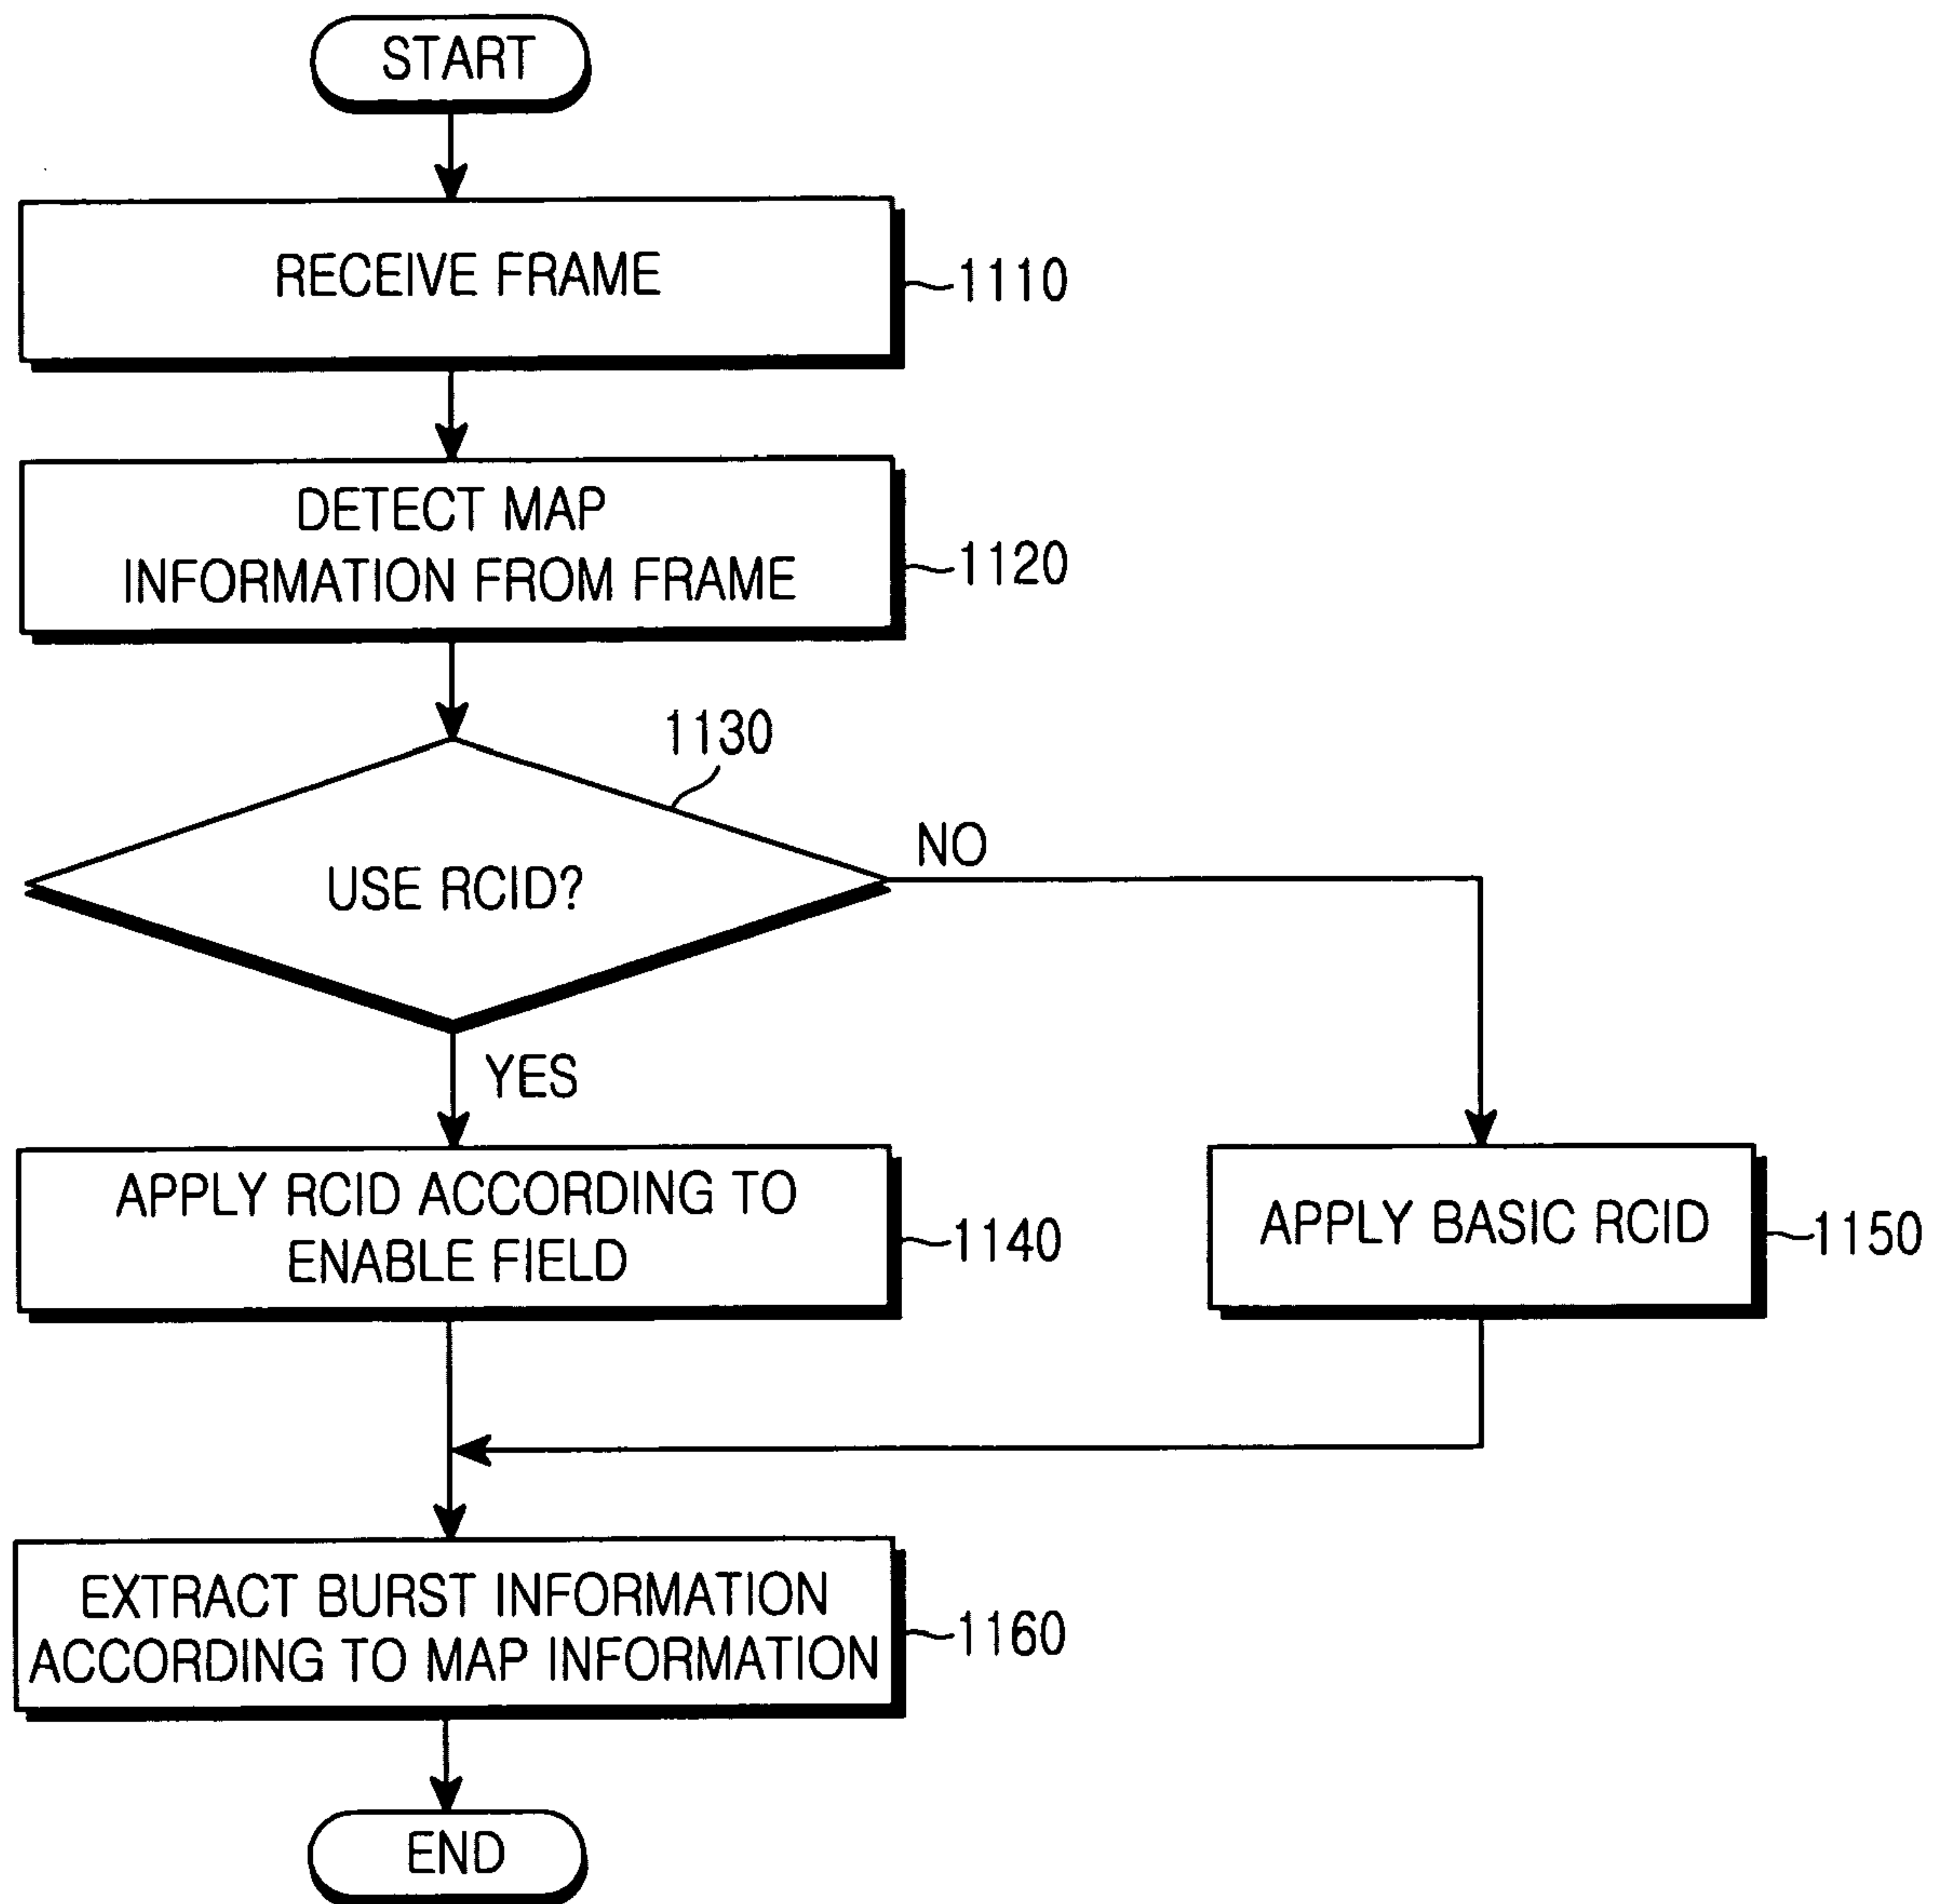 START
RECEIVE FRAME
1110
DETECT MAP
INFORMATION FROM FRAME
1120
1130
USE RCID?
NO
YES
APPLY RCID ACCORDING TO
ENABLE FIELD
1140
APPLY BASIC RCID
1150
EXTRACT BURST INFORMATION
ACCORDING TO MAP INFORMATION
1160
END